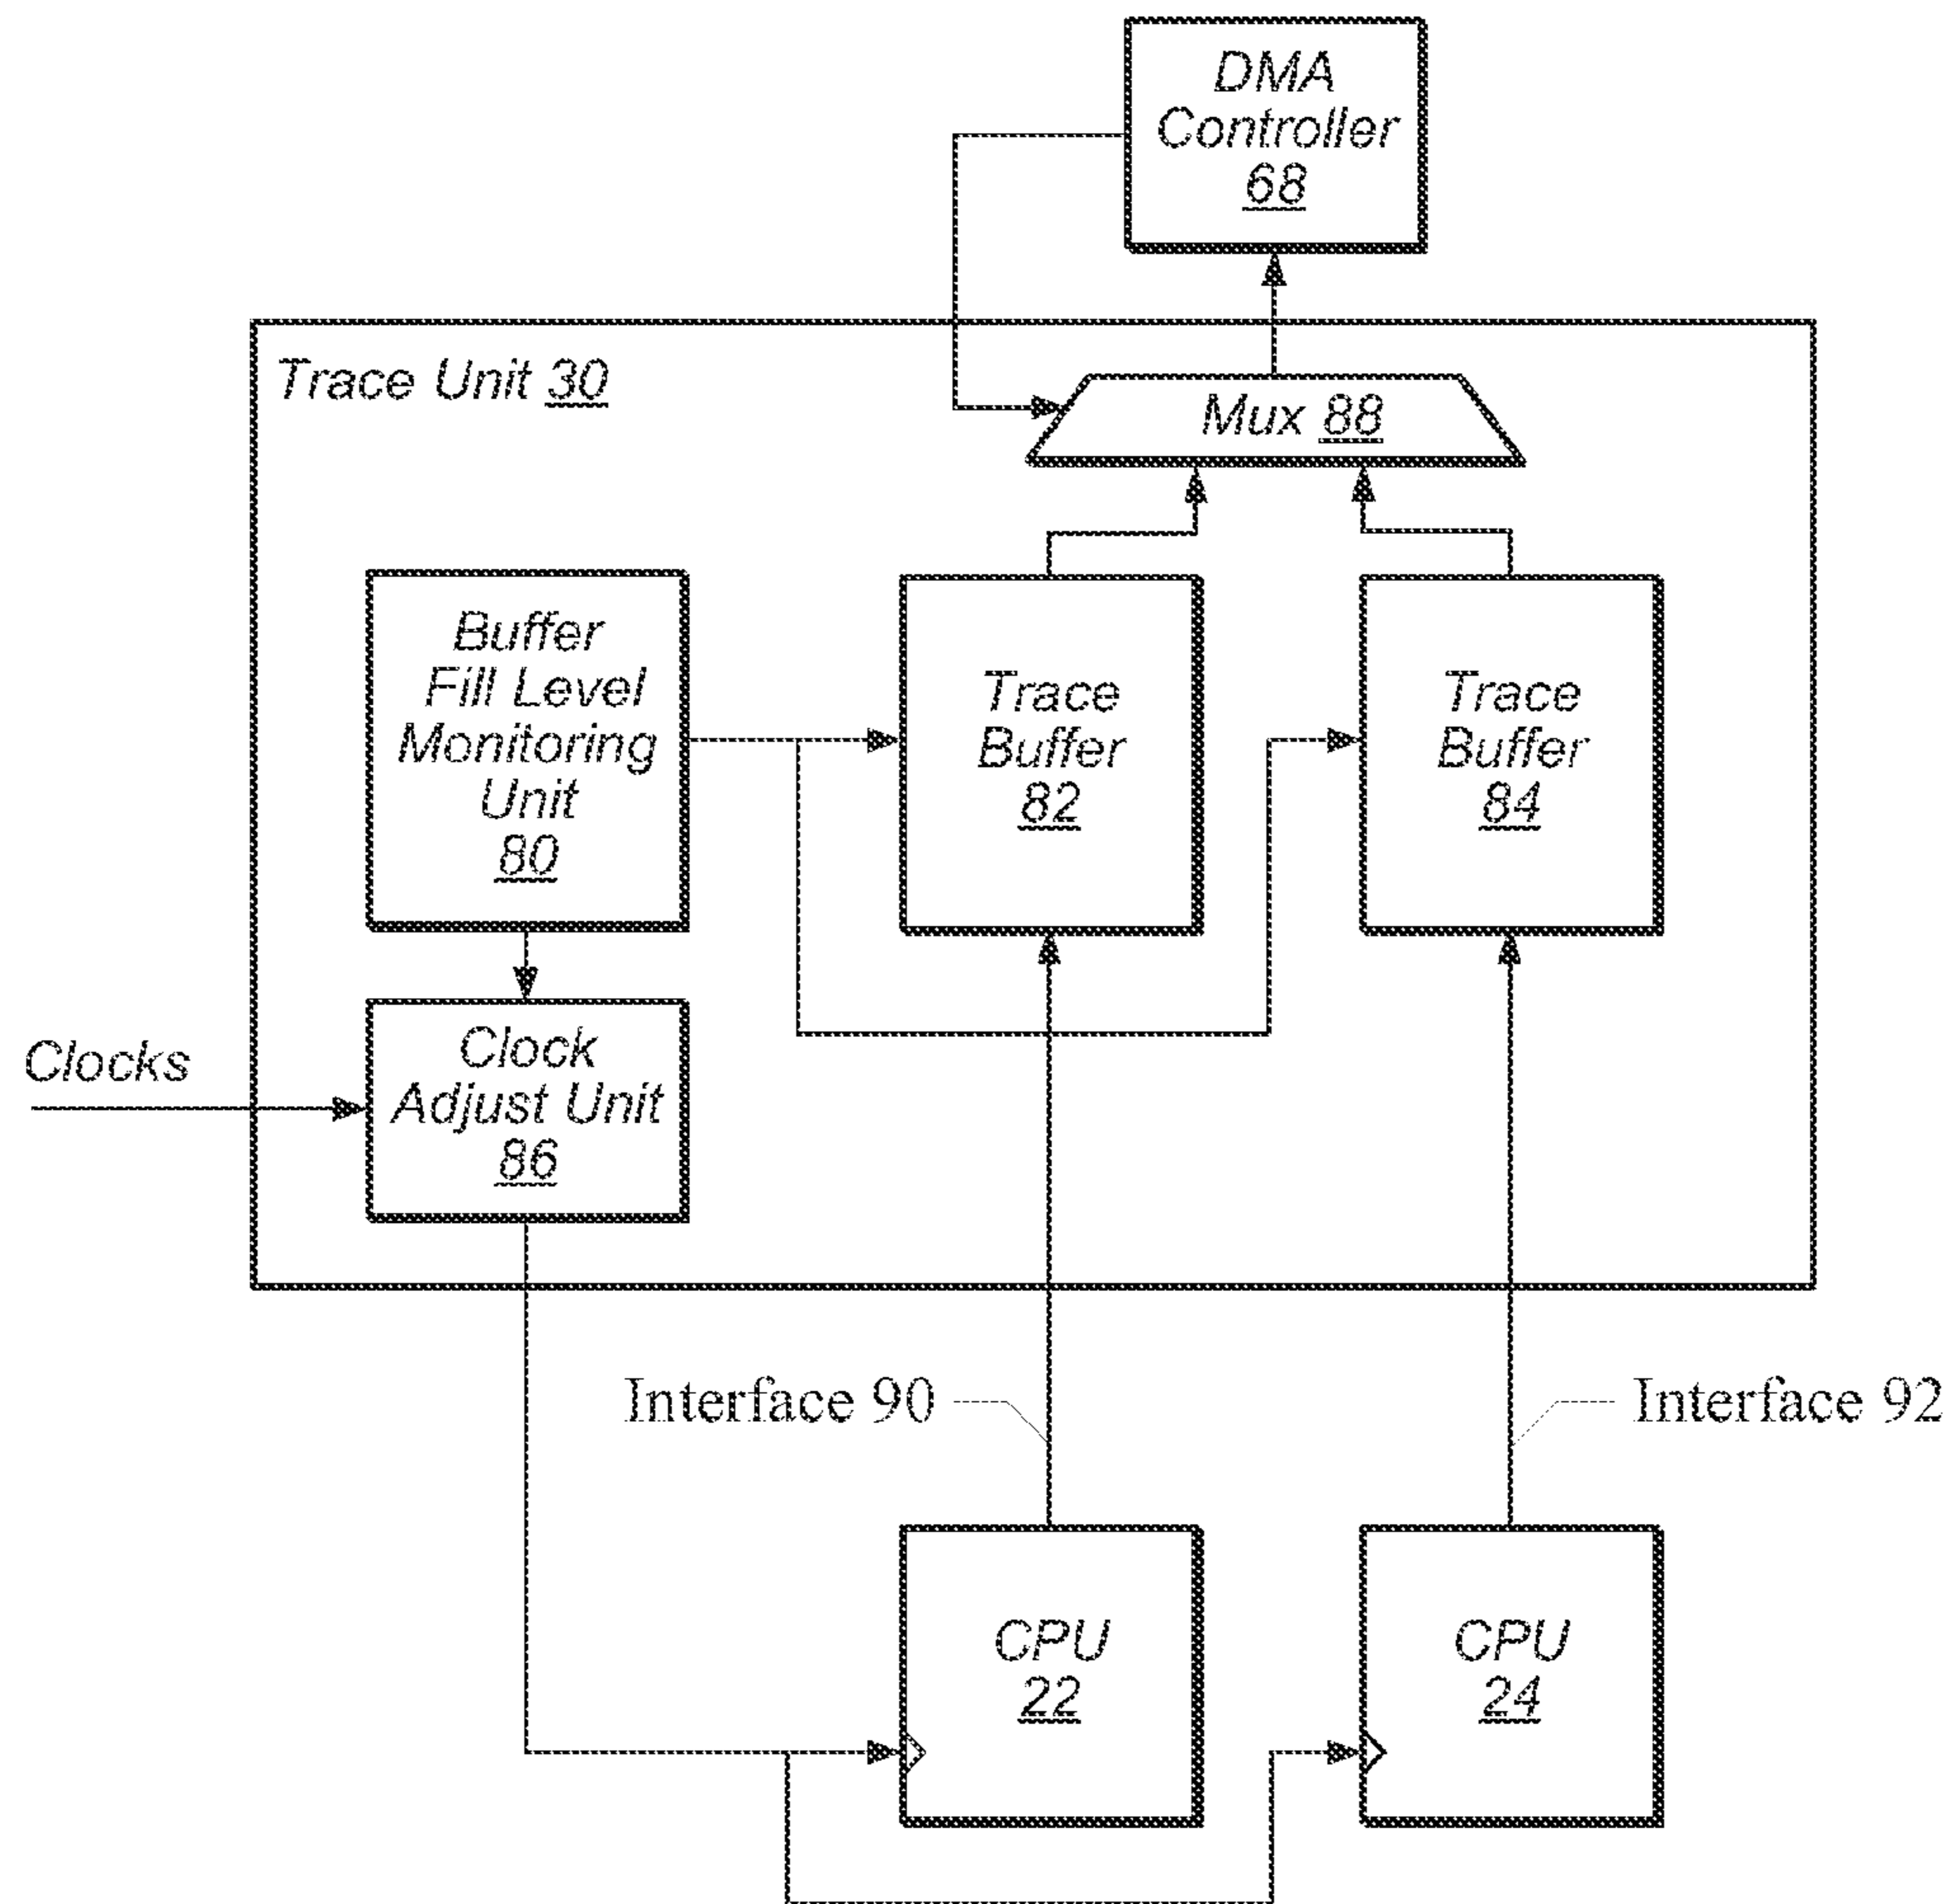 DMA
Controller
68
Trace Unit 30
Mux 88
Buffer
Fill Level
Monitoring
Unit
80
Trace
Buffer
82
Trace
Buffer
84
Clocks
Clock
Adjust Unit
86
Interface 90
Interface 92
CPU
22
CPU
24